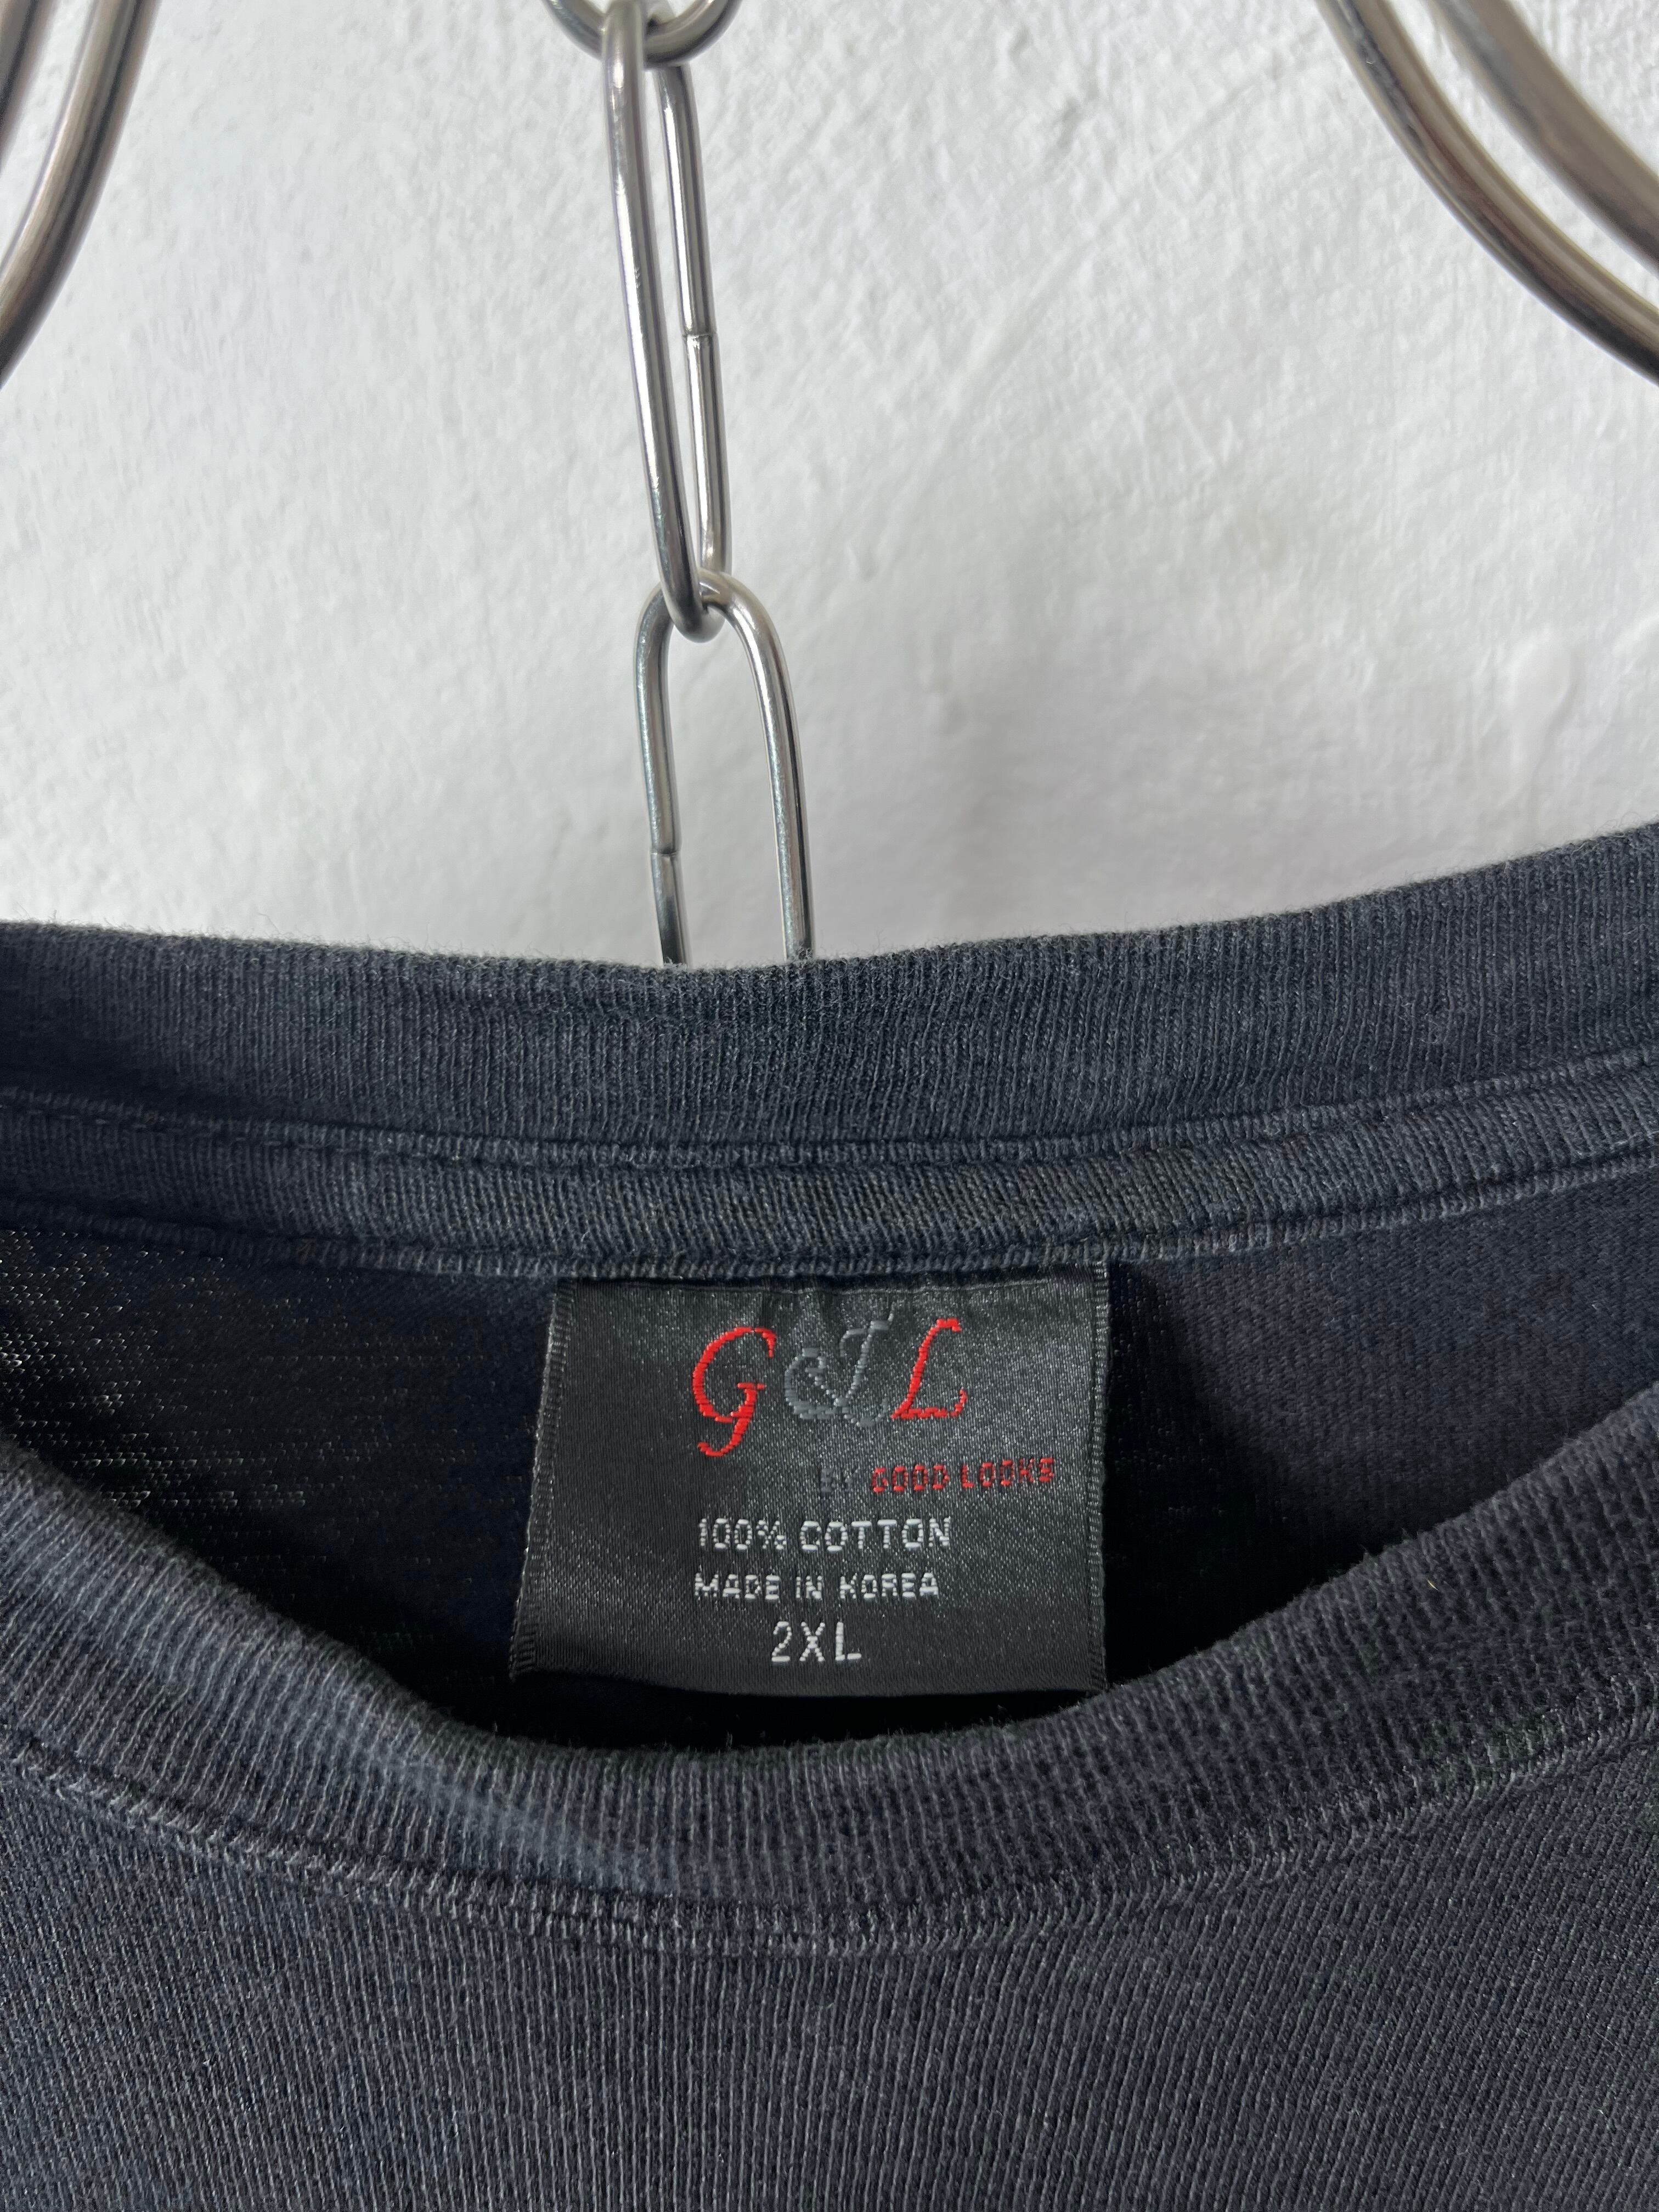 G & L
BY GOOD LOOKS
100% COTTON
MADE IN KOREA
2XL